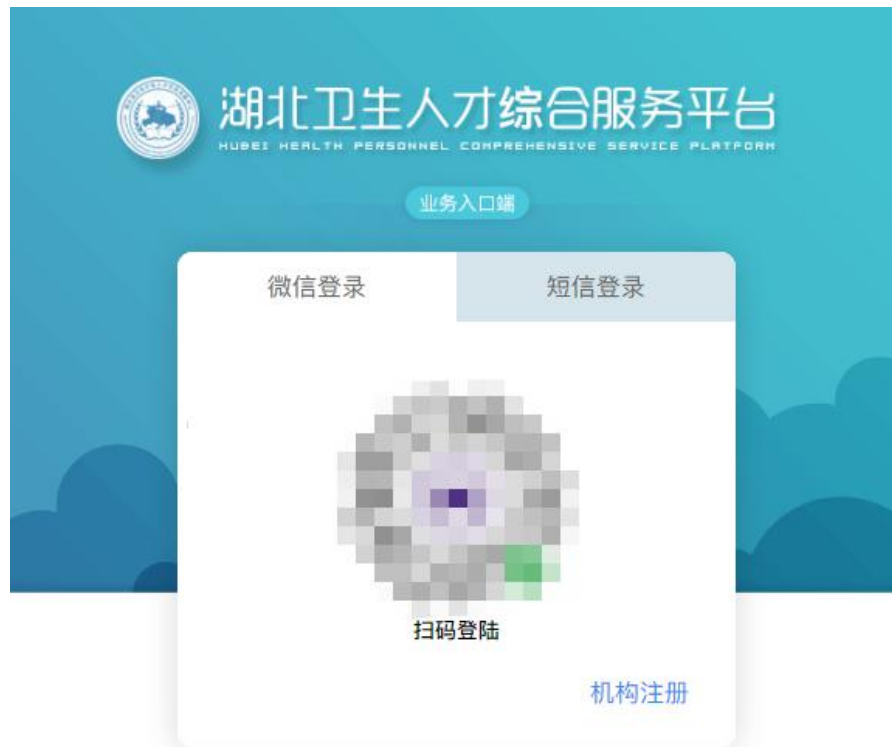 湖北卫生人才综合服务平台
HUBEI HEALTH PERSONNEL COMPREHENSIVE SERVICE PLATFORM
业务入口端
微信登录 短信登录
扫码登陆
机构注册